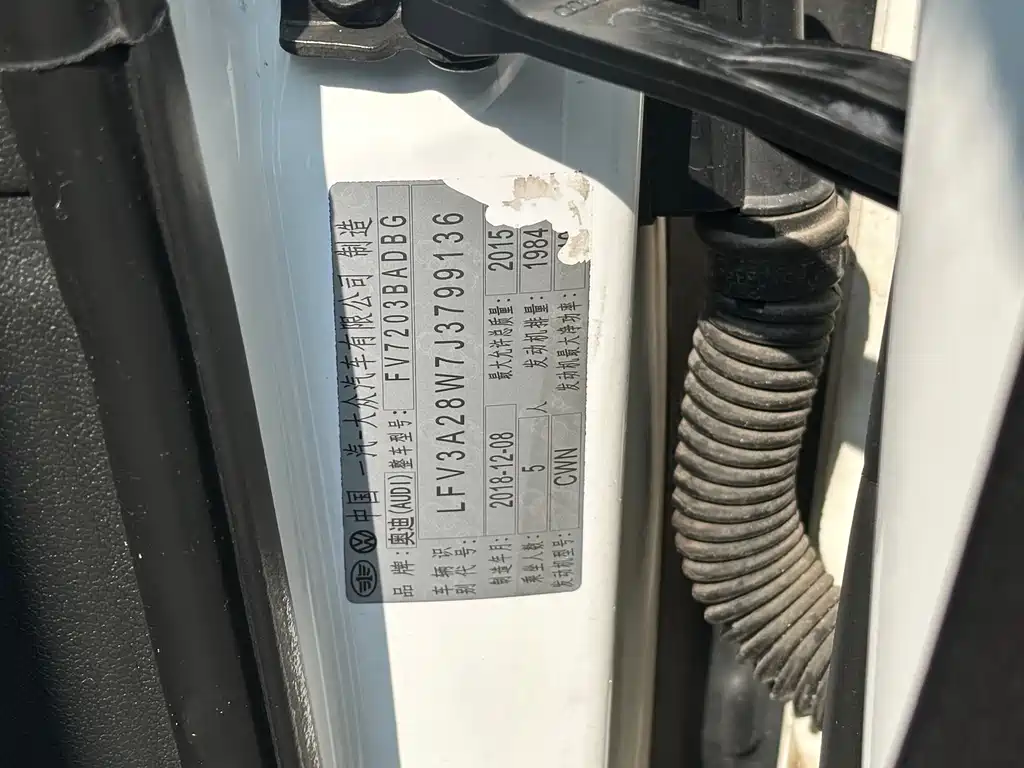 中国 一汽-大众汽车有限公司 制造
品牌: 奥迪(AUDI) 整车型号: FV7203BADBG
车辆识别代号: LFV3A28W7J3799136
制造年月: 2018-12-08 最大允许总质量: 2015
乘坐人数: 5 人 发动机排量: 1984
发动机型号: CWN 发动机最大净功率: